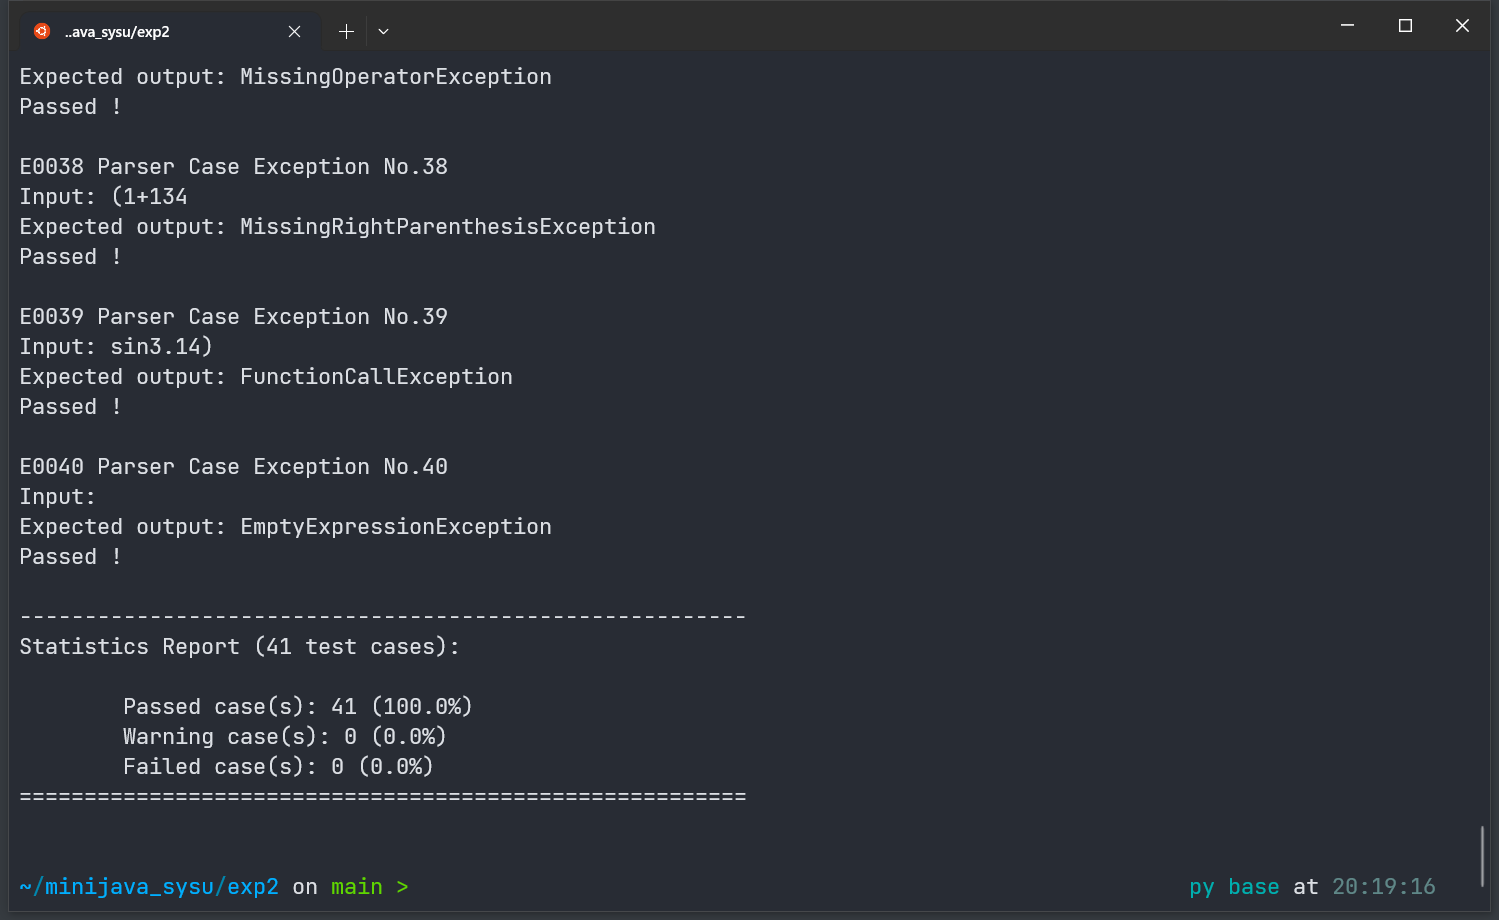 ..ava_sysu/exp2
Expected output: MissingOperatorException
Passed !
E0038 Parser Case Exception No.38
Input: (1+134
Expected output: MissingRightParenthesisException
Passed !
E0039 Parser Case Exception No.39
Input: sin3.14)
Expected output: FunctionCallException
Passed !
E0040 Parser Case Exception No.40
Input:
Expected output: EmptyExpressionException
Passed !
--------------------------------------------------------
Statistics Report (41 test cases):
Passed case(s): 41 (100.0%)
Warning case(s): 0 (0.0%)
Failed case(s): 0 (0.0%)
========================================================
~/minijava_sysu/exp2 on main > py base at 20:19:16